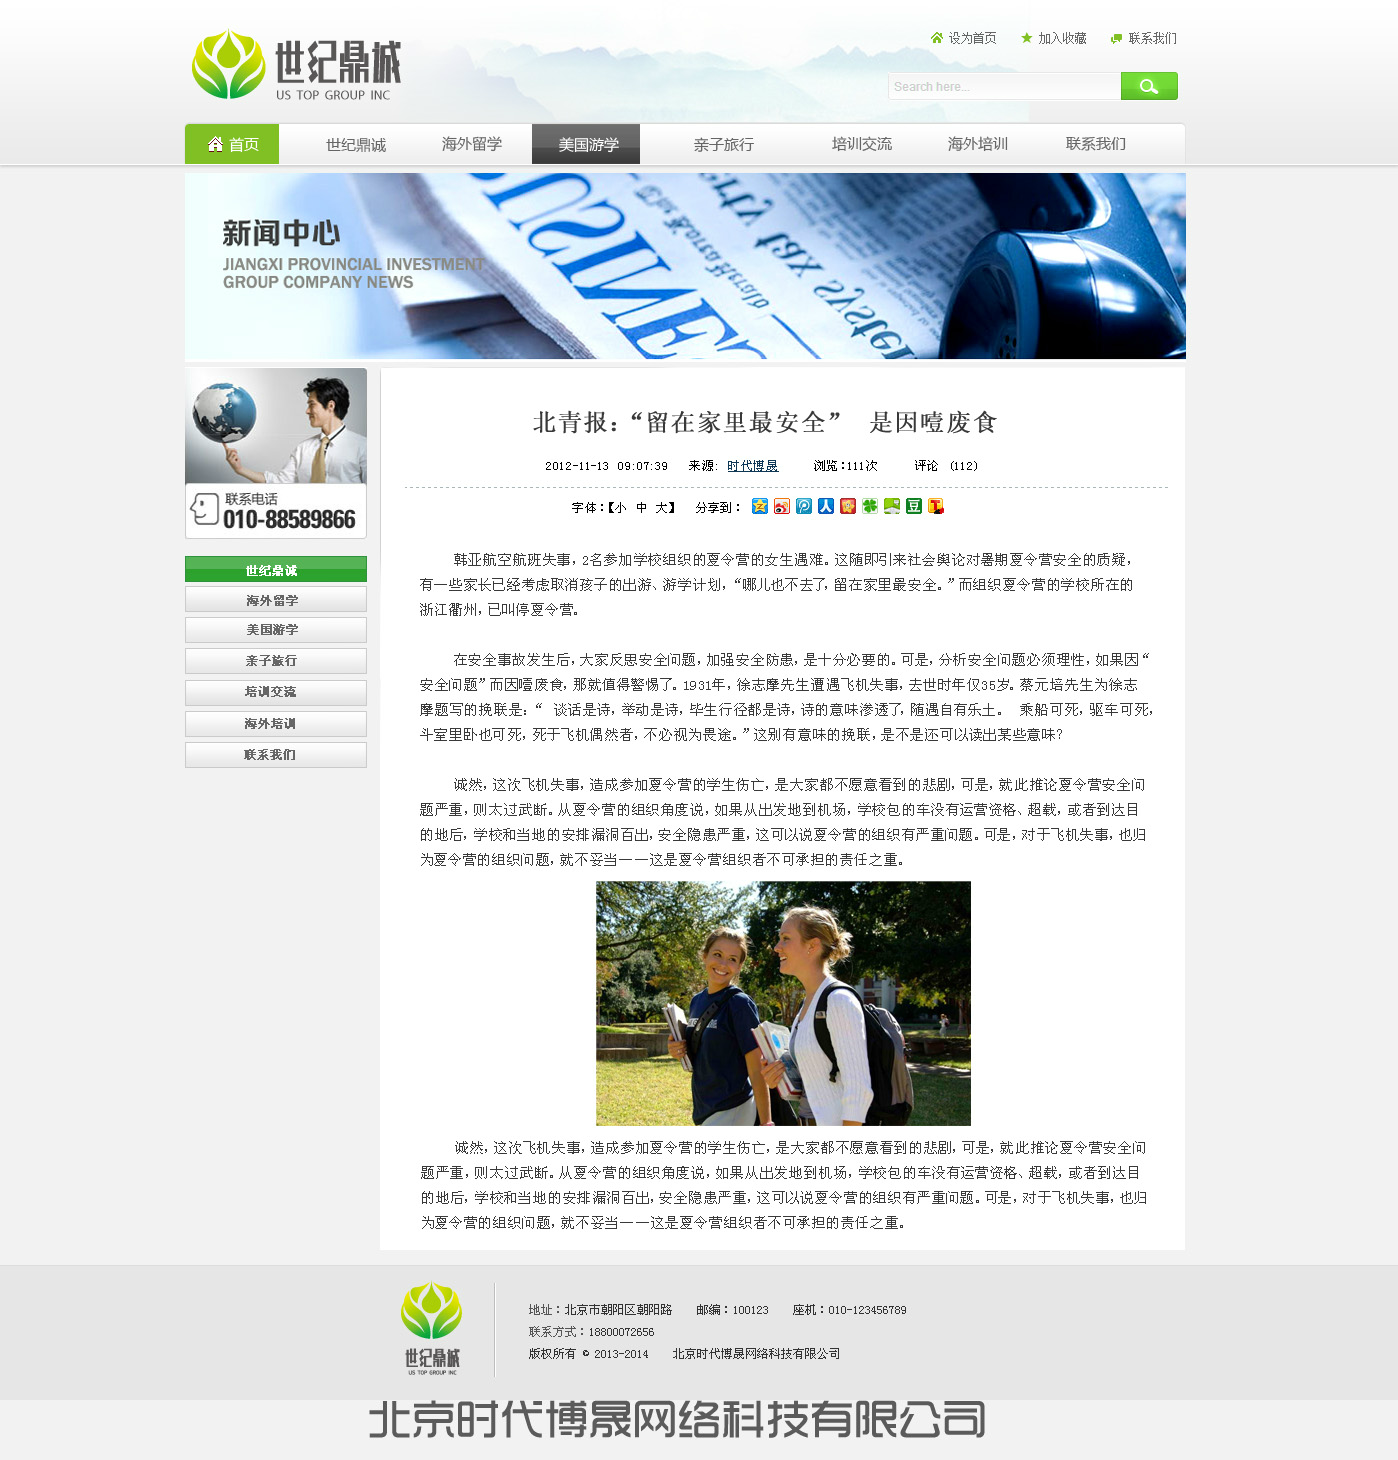 世纪鼎诚
US TOP GROUP INC
设为首页 加入收藏 联系我们
Search here...
首页 世纪鼎诚 海外留学 美国游学 亲子旅行 培训交流 海外培训 联系我们
新闻中心
JIANGXI PROVINCIAL INVESTMENT
GROUP COMPANY NEWS
联系电话
010-88589866
世纪鼎诚
海外留学
美国游学
亲子旅行
培训交流
海外培训
联系我们
北青报：“留在家里最安全” 是因噎废食
2012-11-13 09:07:39 来源: 时代博晟 浏览：111次 评论 (112)
字体：【小 中 大】 分享到：
韩亚航空航班失事，2名参加学校组织的夏令营的女生遇难。这随即引来社会舆论对暑期夏令营安全的质疑，
有一些家长已经考虑取消孩子的出游、游学计划，“哪儿也不去了，留在家里最安全。”而组织夏令营的学校所在的
浙江衢州，已叫停夏令营。
在安全事故发生后，大家反思安全问题，加强安全防患，是十分必要的。可是，分析安全问题必须理性，如果因“
安全问题”而因噎废食，那就值得警惕了。1931年，徐志摩先生遭遇飞机失事，去世时年仅35岁。蔡元培先生为徐志
摩题写的挽联是：“ 谈话是诗，举动是诗，毕生行径都是诗，诗的意味渗透了，随遇自有乐土。 乘船可死，驱车可死，
斗室里卧也可死，死于飞机偶然者，不必视为畏途。”这别有意味的挽联，是不是还可以读出某些意味？
诚然，这次飞机失事，造成参加夏令营的学生伤亡，是大家都不愿意看到的悲剧，可是，就此推论夏令营安全问
题严重，则太过武断。从夏令营的组织角度说，如果从出发地到机场，学校包的车没有运营资格、超载，或者到达目
的地后，学校和当地的安排漏洞百出，安全隐患严重，这可以说夏令营的组织有严重问题。可是，对于飞机失事，也归
为夏令营的组织问题，就不妥当——这是夏令营组织者不可承担的责任之重。
诚然，这次飞机失事，造成参加夏令营的学生伤亡，是大家都不愿意看到的悲剧，可是，就此推论夏令营安全问
题严重，则太过武断。从夏令营的组织角度说，如果从出发地到机场，学校包的车没有运营资格、超载，或者到达目
的地后，学校和当地的安排漏洞百出，安全隐患严重，这可以说夏令营的组织有严重问题。可是，对于飞机失事，也归
为夏令营的组织问题，就不妥当——这是夏令营组织者不可承担的责任之重。
世纪鼎诚
US TOP GROUP INC
地址：北京市朝阳区朝阳路 邮编：100123 座机：010-123456789
联系方式：18800072656
版权所有 © 2013-2014 北京时代博晟网络科技有限公司
北京时代博晟网络科技有限公司